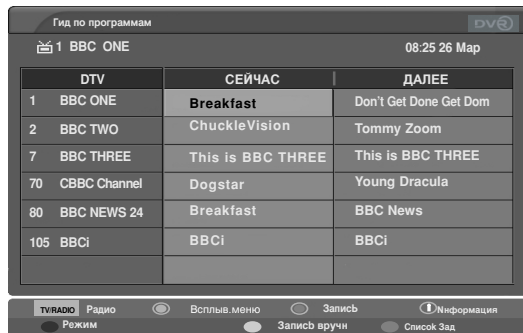 Гид по программам DVR
1 BBC ONE 08:25 26 Мар
DTV СЕЙЧАС ДАЛЕЕ
1 BBC ONE Breakfast Don't Get Done Get Dom
2 BBC TWO ChuckleVision Tommy Zoom
7 BBC THREE This is BBC THREE This is BBC THREE
70 CBBC Channel Dogstar Young Dracula
80 BBC NEWS 24 Breakfast BBC News
105 BBCi BBCi BBCi
TV/RADIO Радио Всплыв.меню Запись i Nнформация
Режим Запись вручн Список Зад